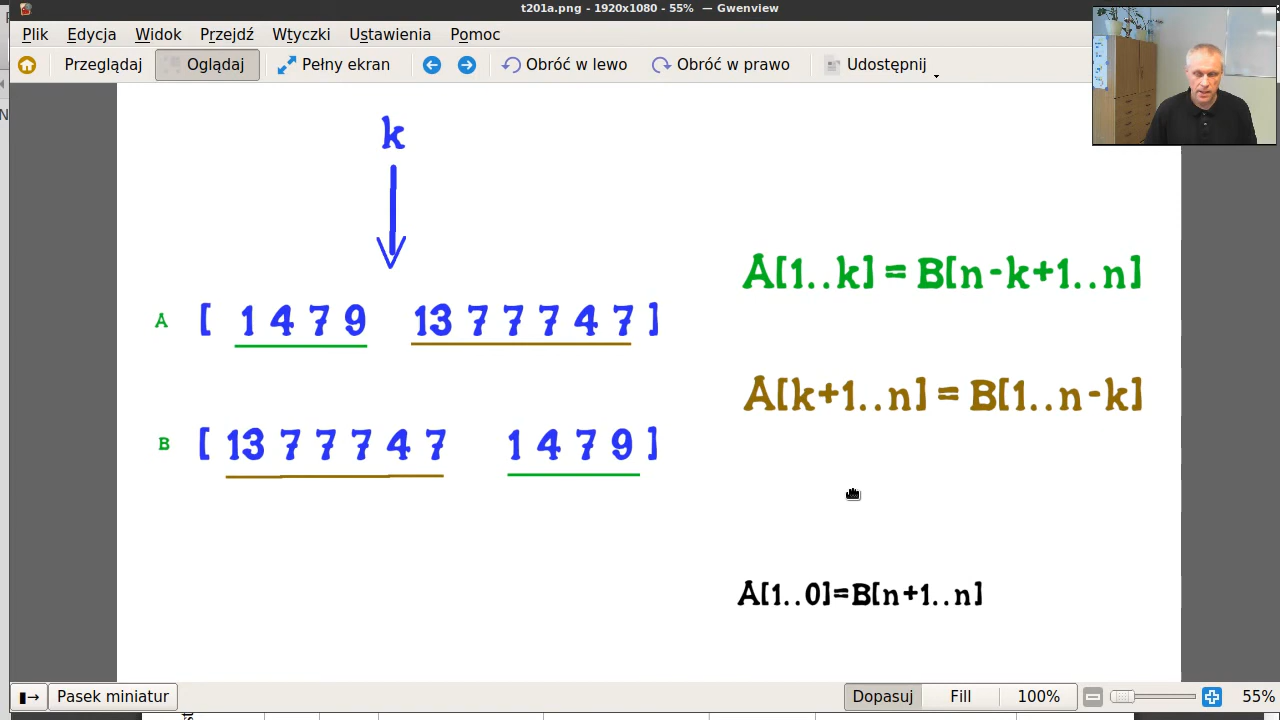 t201a.png - 1920x1080 - 55% — Gwenview
Plik Edycja Widok Przejdź Wtyczki Ustawienia Pomoc
Przeglądaj Oglądaj Pełny ekran Obróć w lewo Obróć w prawo Udostępnij
k
A [ 1 4 7 9 13 7 7 7 4 7 ]
B [ 13 7 7 7 4 7 1 4 7 9 ]
A[1..k] = B[n-k+1..n]
A[k+1..n] = B[1..n-k]
A[1..0]=B[n+1..n]
Pasek miniatur Dopasuj Fill 100% 55%